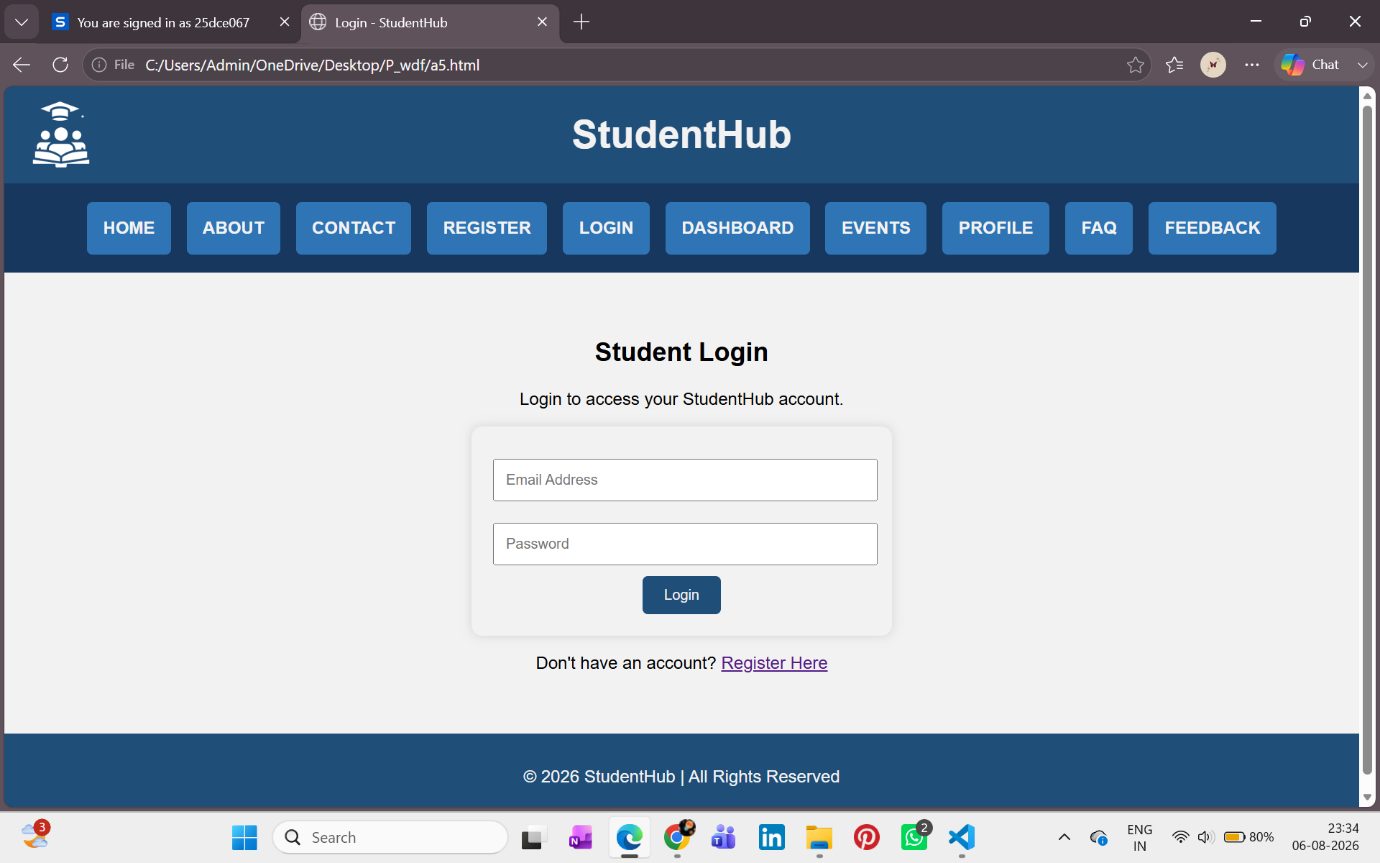 You are signed in as 25dce067
Login - StudentHub
File C:/Users/Admin/OneDrive/Desktop/P_wdf/a5.html
Chat
StudentHub
HOME ABOUT CONTACT REGISTER LOGIN DASHBOARD EVENTS PROFILE FAQ FEEDBACK
Student Login
Login to access your StudentHub account.
Email Address
Password
Login
Don't have an account? Register Here
© 2026 StudentHub | All Rights Reserved
3
Search
2
ENG
IN
80%
23:34
06-08-2026